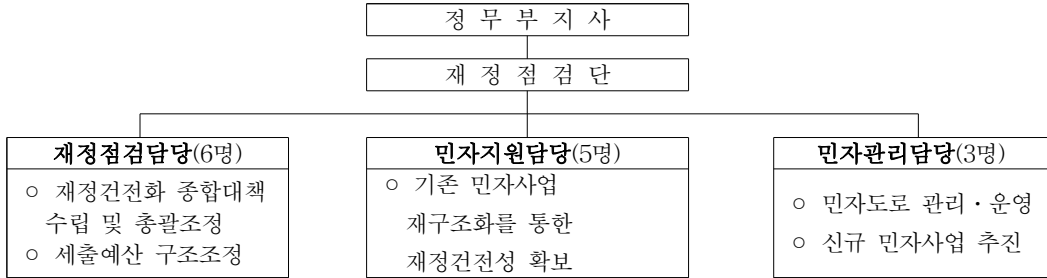 정 무 부 지 사
재 정 점 검 단
재정점검담당(6명)
○ 재정건전화 종합대책
수립 및 총괄조정
○ 세출예산 구조조정
민자지원담당(5명)
○ 기존 민자사업
재구조화를 통한
재정건전성 확보
민자관리담당(3명)
○ 민자도로 관리・운영
○ 신규 민자사업 추진